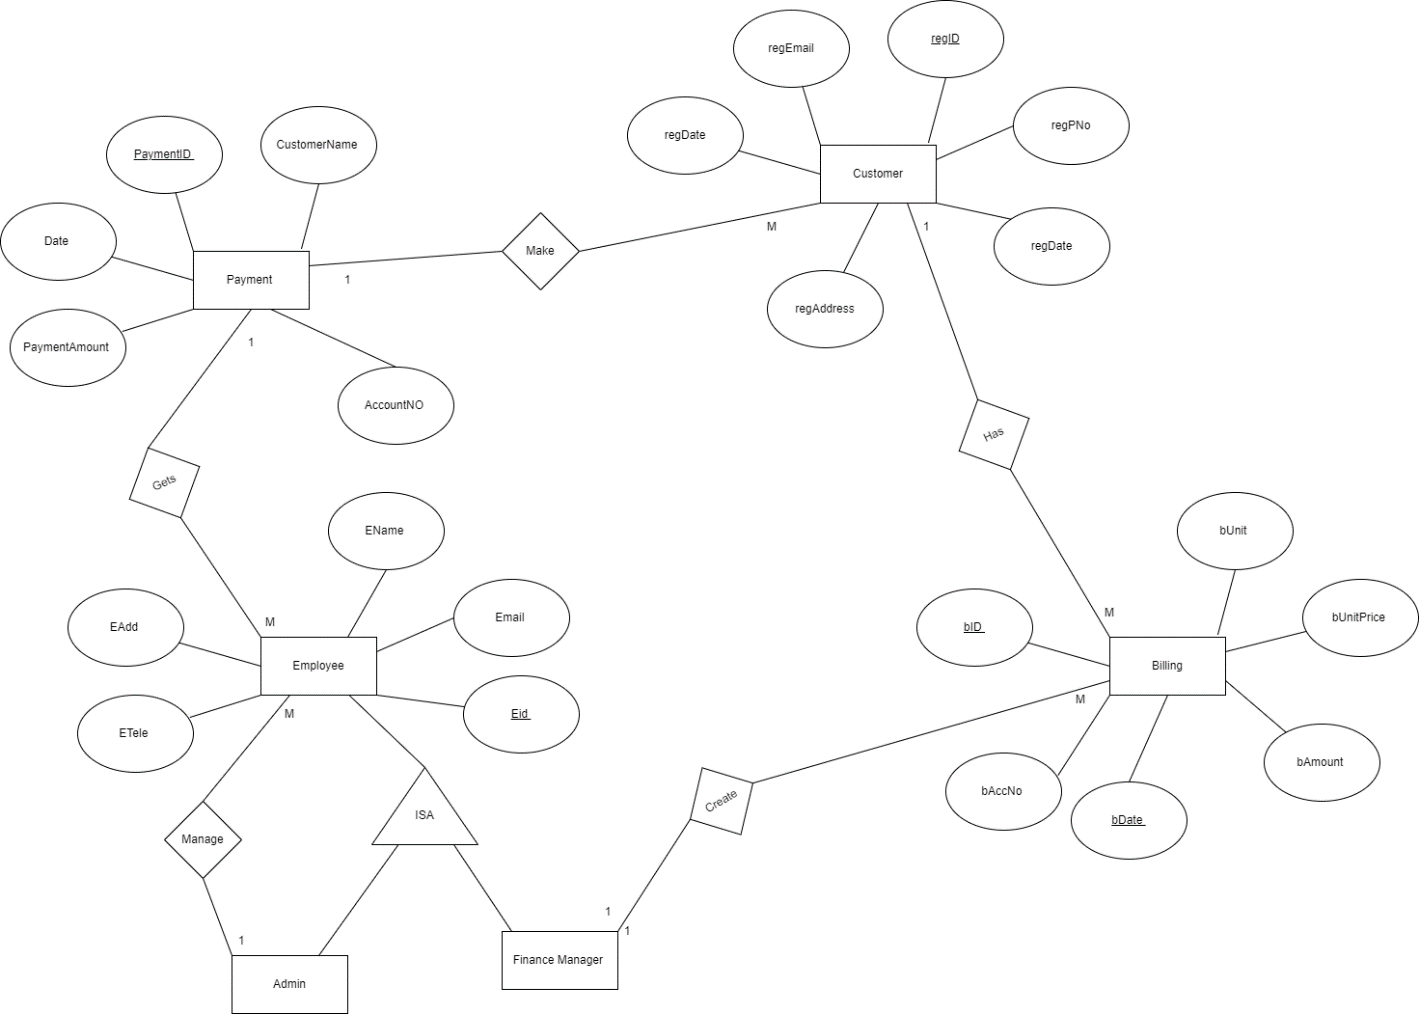 regID
regEmail
regPNo
regDate
CustomerName
PaymentID
Customer
M
1
regDate
Date
Make
Payment
1
regAddress
1
PaymentAmount
AccountNO
Has
Gets
EName
bUnit
M
Email
bUnitPrice
M
EAdd
bID
Employee
Billing
M
M
Eid
ETele
bAmount
bAccNo
Create
ISA
bDate
Manage
1
1
1
Finance Manager
Admin